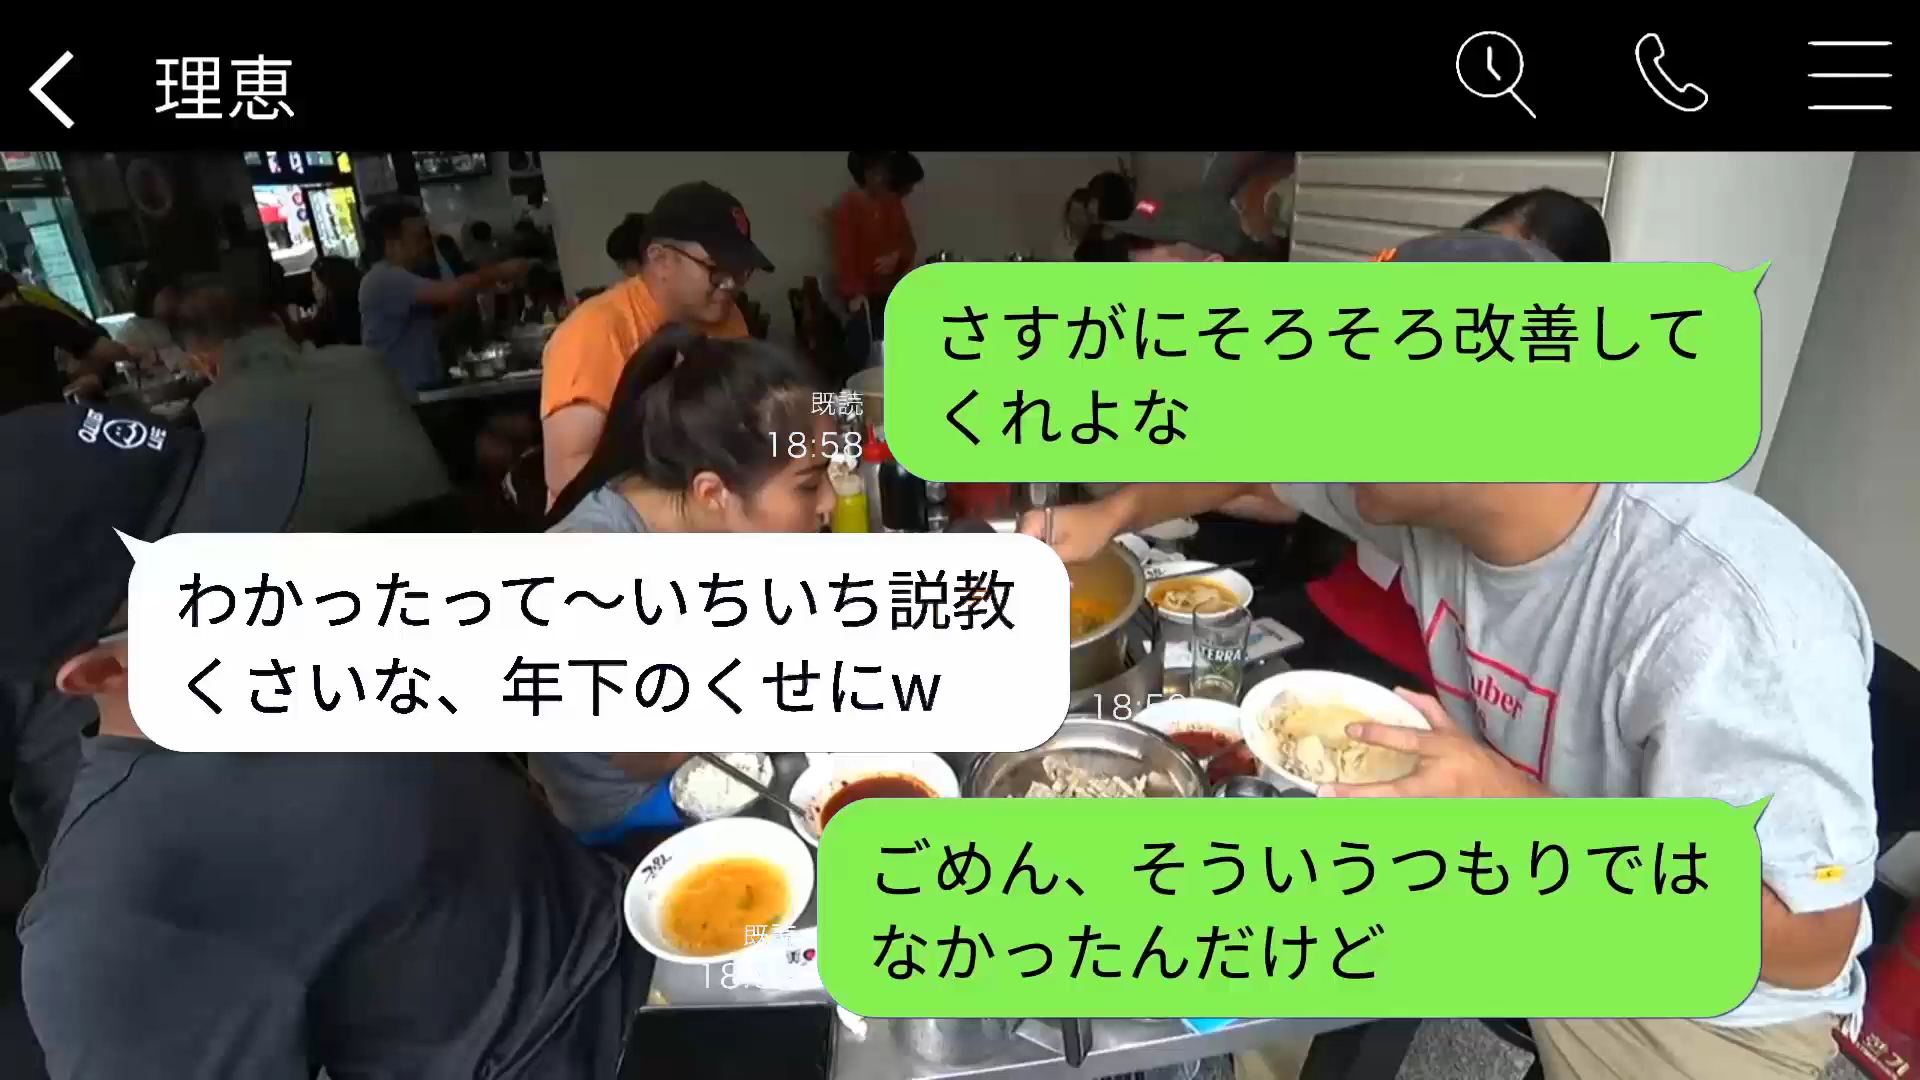 理恵
さすがにそろそろ改善して
くれよな
既読
18:58
わかったって〜いちいち説教
くさいな、年下のくせにw
ごめん、そういうつもりでは
なかったんだけど
既読
TERRA
uber